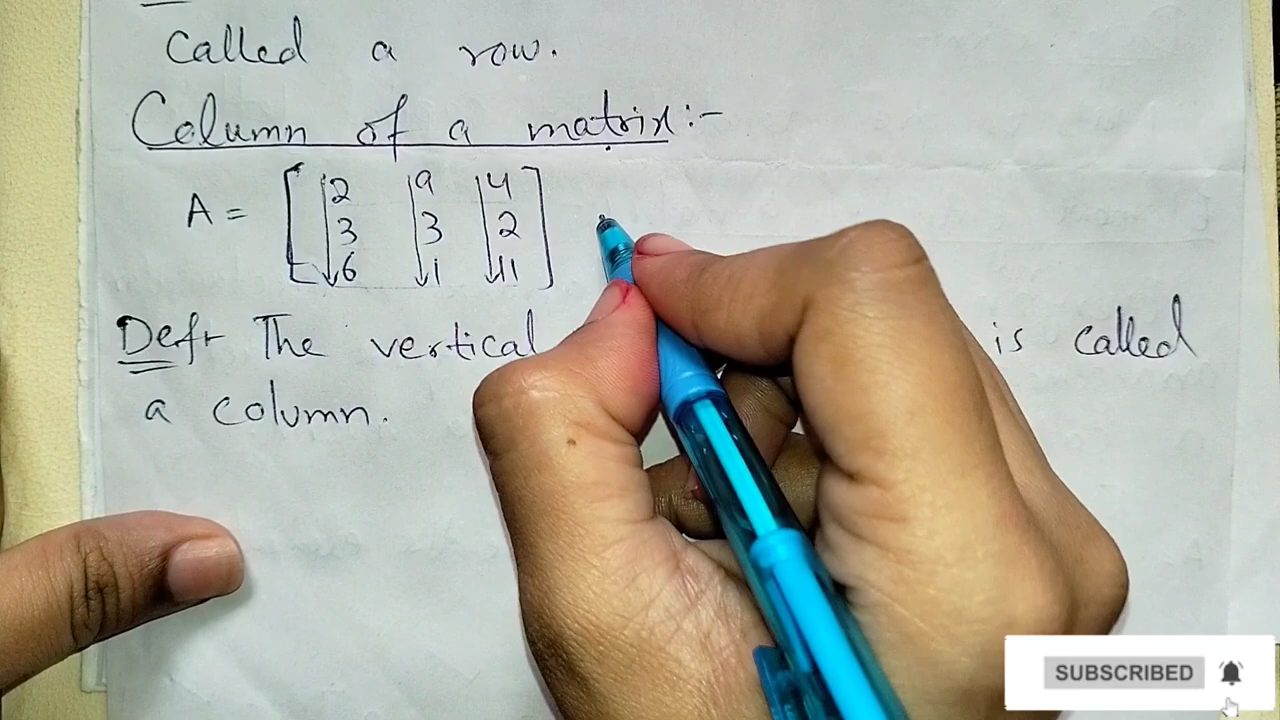 called a row.
Column of a matrix:-
A = [ 2 9 4
3 3 2
6 1 11 ]
Def:- The vertical is called
a column.
SUBSCRIBED